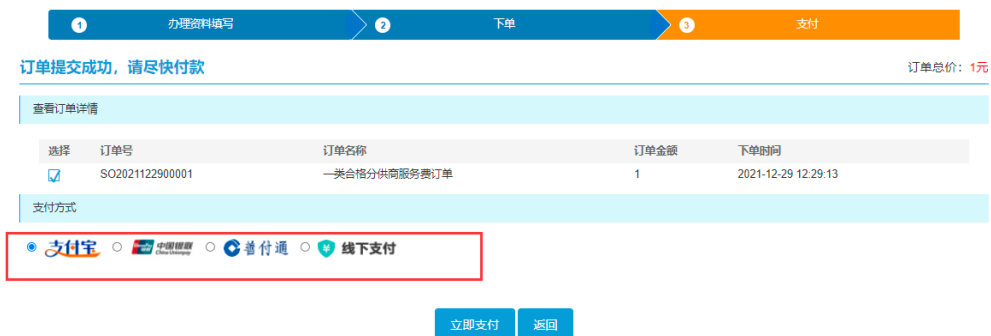 1 办理资料填写 2 下单 3 支付
订单提交成功，请尽快付款 订单总价：1元
查看订单详情
选择 订单号 订单名称 订单金额 下单时间
SO2021122900001 一类合格分供商服务费订单 1 2021-12-29 12:29:13
支付方式
支付宝 中国银联 China Unionpay 善付通 线下支付
立即支付 返回